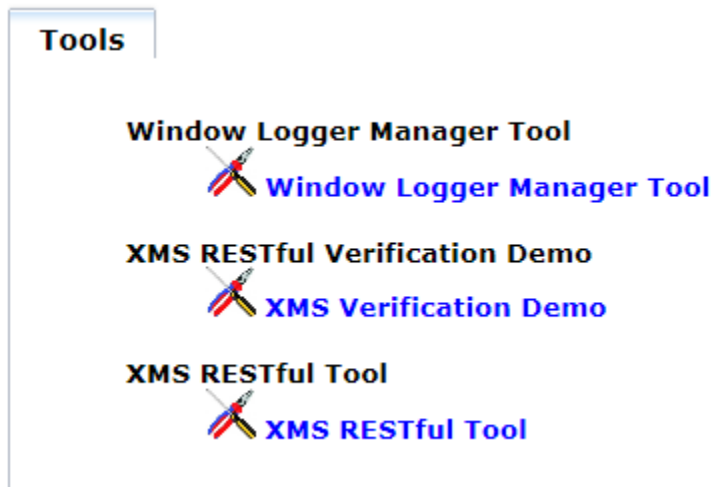 Tools
Window Logger Manager Tool
Window Logger Manager Tool
XMS RESTful Verification Demo
XMS Verification Demo
XMS RESTful Tool
XMS RESTful Tool